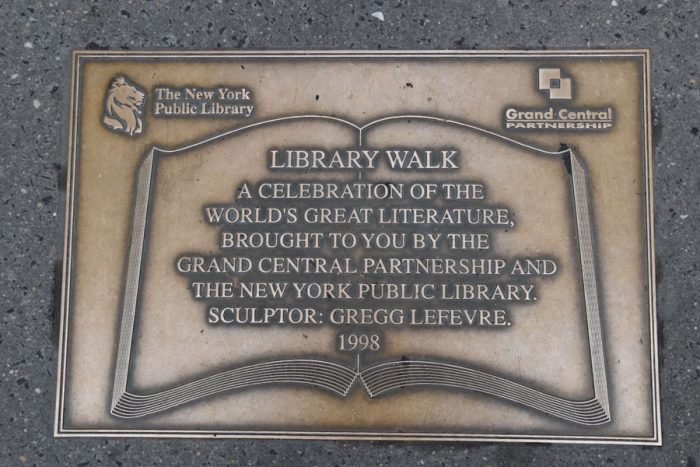 The New York
Public Library
Grand Central
PARTNERSHIP
LIBRARY WALK
A CELEBRATION OF THE
WORLD'S GREAT LITERATURE,
BROUGHT TO YOU BY THE
GRAND CENTRAL PARTNERSHIP AND
THE NEW YORK PUBLIC LIBRARY.
SCULPTOR: GREGG LEFEVRE.
1998